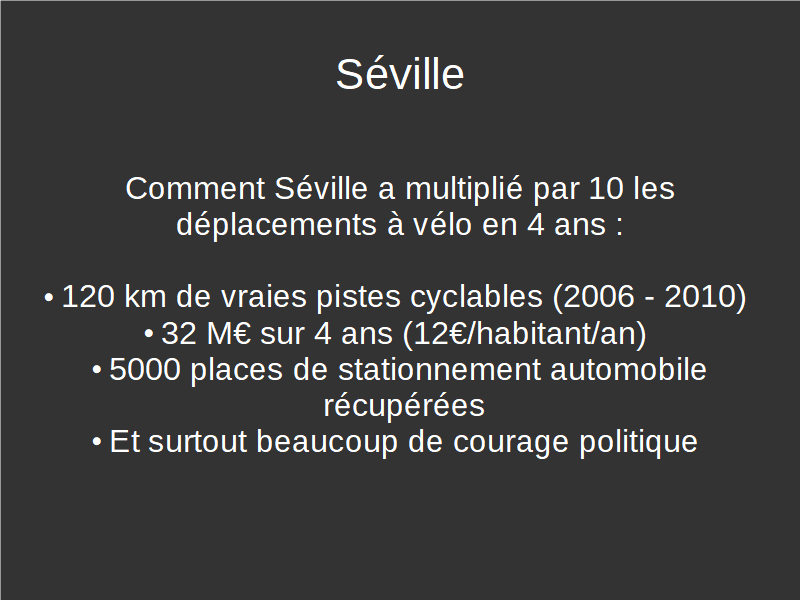 Séville
Comment Séville a multiplié par 10 les
déplacements à vélo en 4 ans :
• 120 km de vraies pistes cyclables (2006 - 2010)
• 32 M€ sur 4 ans (12€/habitant/an)
• 5000 places de stationnement automobile
récupérées
• Et surtout beaucoup de courage politique